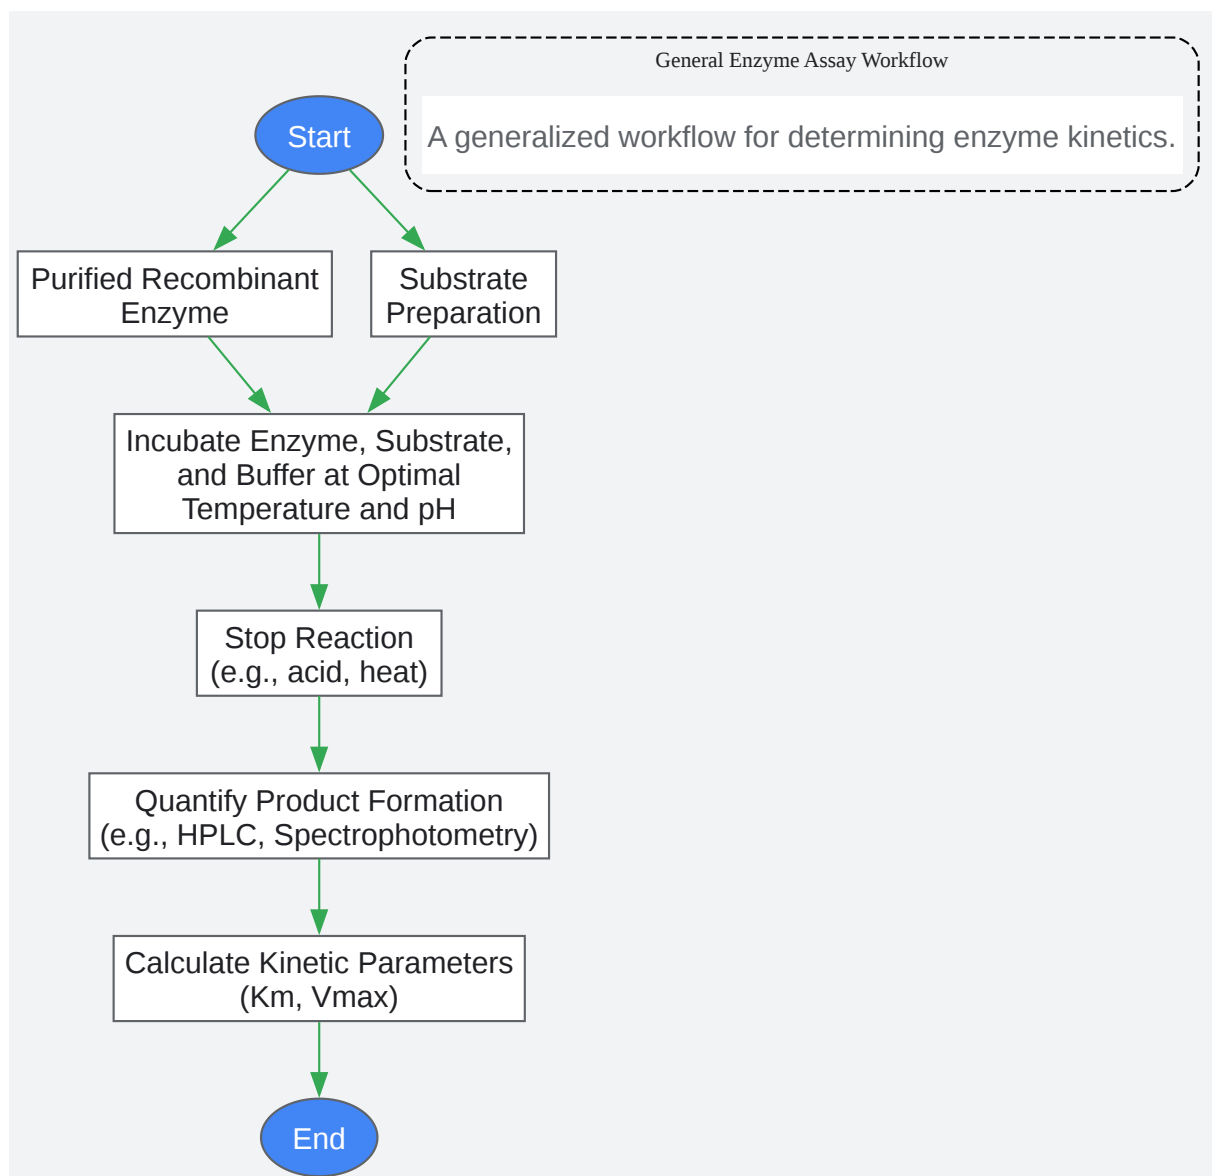 General Enzyme Assay Workflow
A generalized workflow for determining enzyme kinetics.
Start
Purified Recombinant
Enzyme
Substrate
Preparation
Incubate Enzyme, Substrate,
and Buffer at Optimal
Temperature and pH
Stop Reaction
(e.g., acid, heat)
Quantify Product Formation
(e.g., HPLC, Spectrophotometry)
Calculate Kinetic Parameters
(Km, Vmax)
End